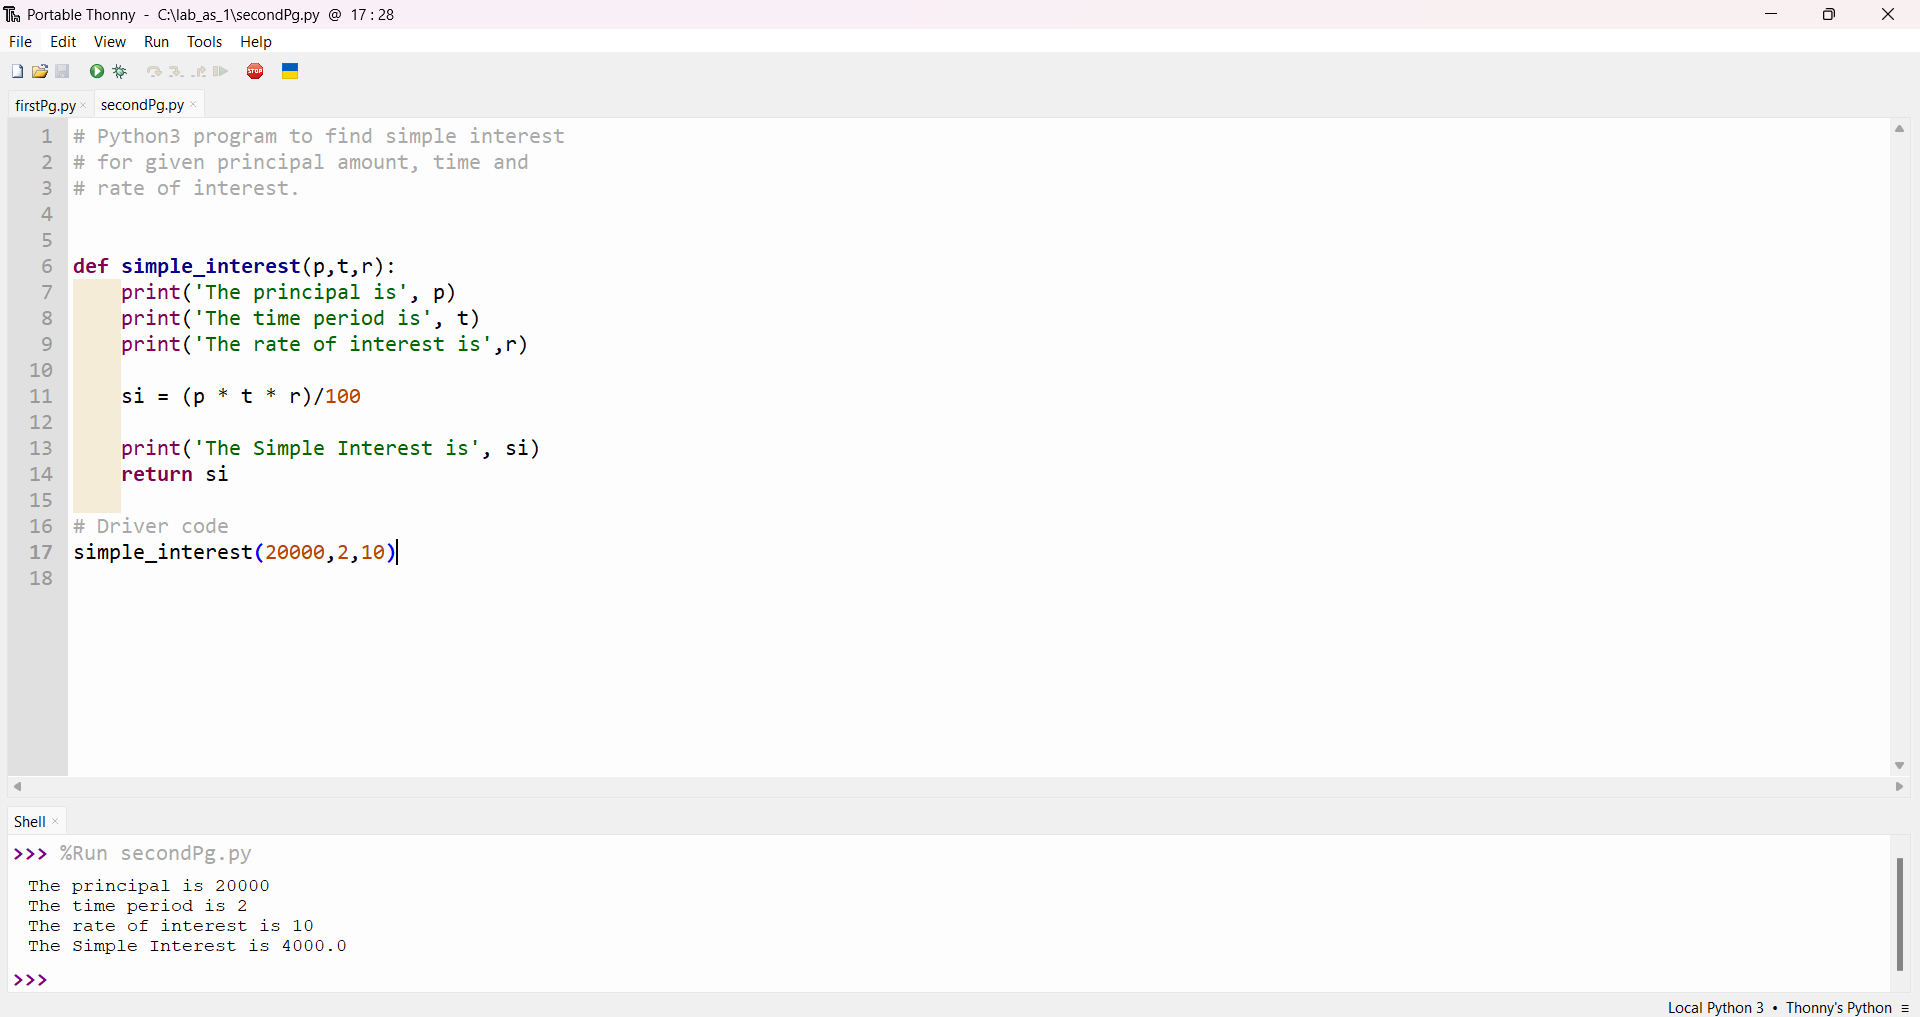 Portable Thonny - C:\lab_as_1\secondPg.py @ 17 : 28
File Edit View Run Tools Help
STOP
firstPg.py × secondPg.py ×
1 # Python3 program to find simple interest
2 # for given principal amount, time and
3 # rate of interest.
4
5
6 def simple_interest(p,t,r):
7     print('The principal is', p)
8     print('The time period is', t)
9     print('The rate of interest is',r)
10
11     si = (p * t * r)/100
12
13     print('The Simple Interest is', si)
14     return si
15
16 # Driver code
17 simple_interest(20000,2,10)
18
Shell ×
>>> %Run secondPg.py
The principal is 20000
The time period is 2
The rate of interest is 10
The Simple Interest is 4000.0
>>>
Local Python 3 • Thonny's Python ≡